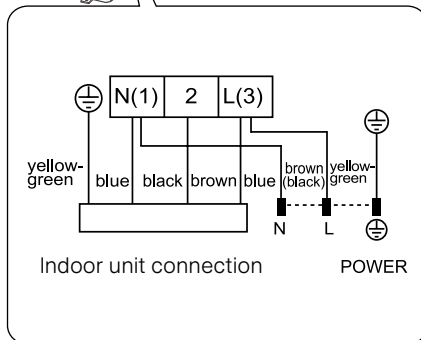 N(1) 2 L(3)
yellow-
green
blue
black
brown
blue
brown
(black)
yellow-
green
N L
Indoor unit connection
POWER